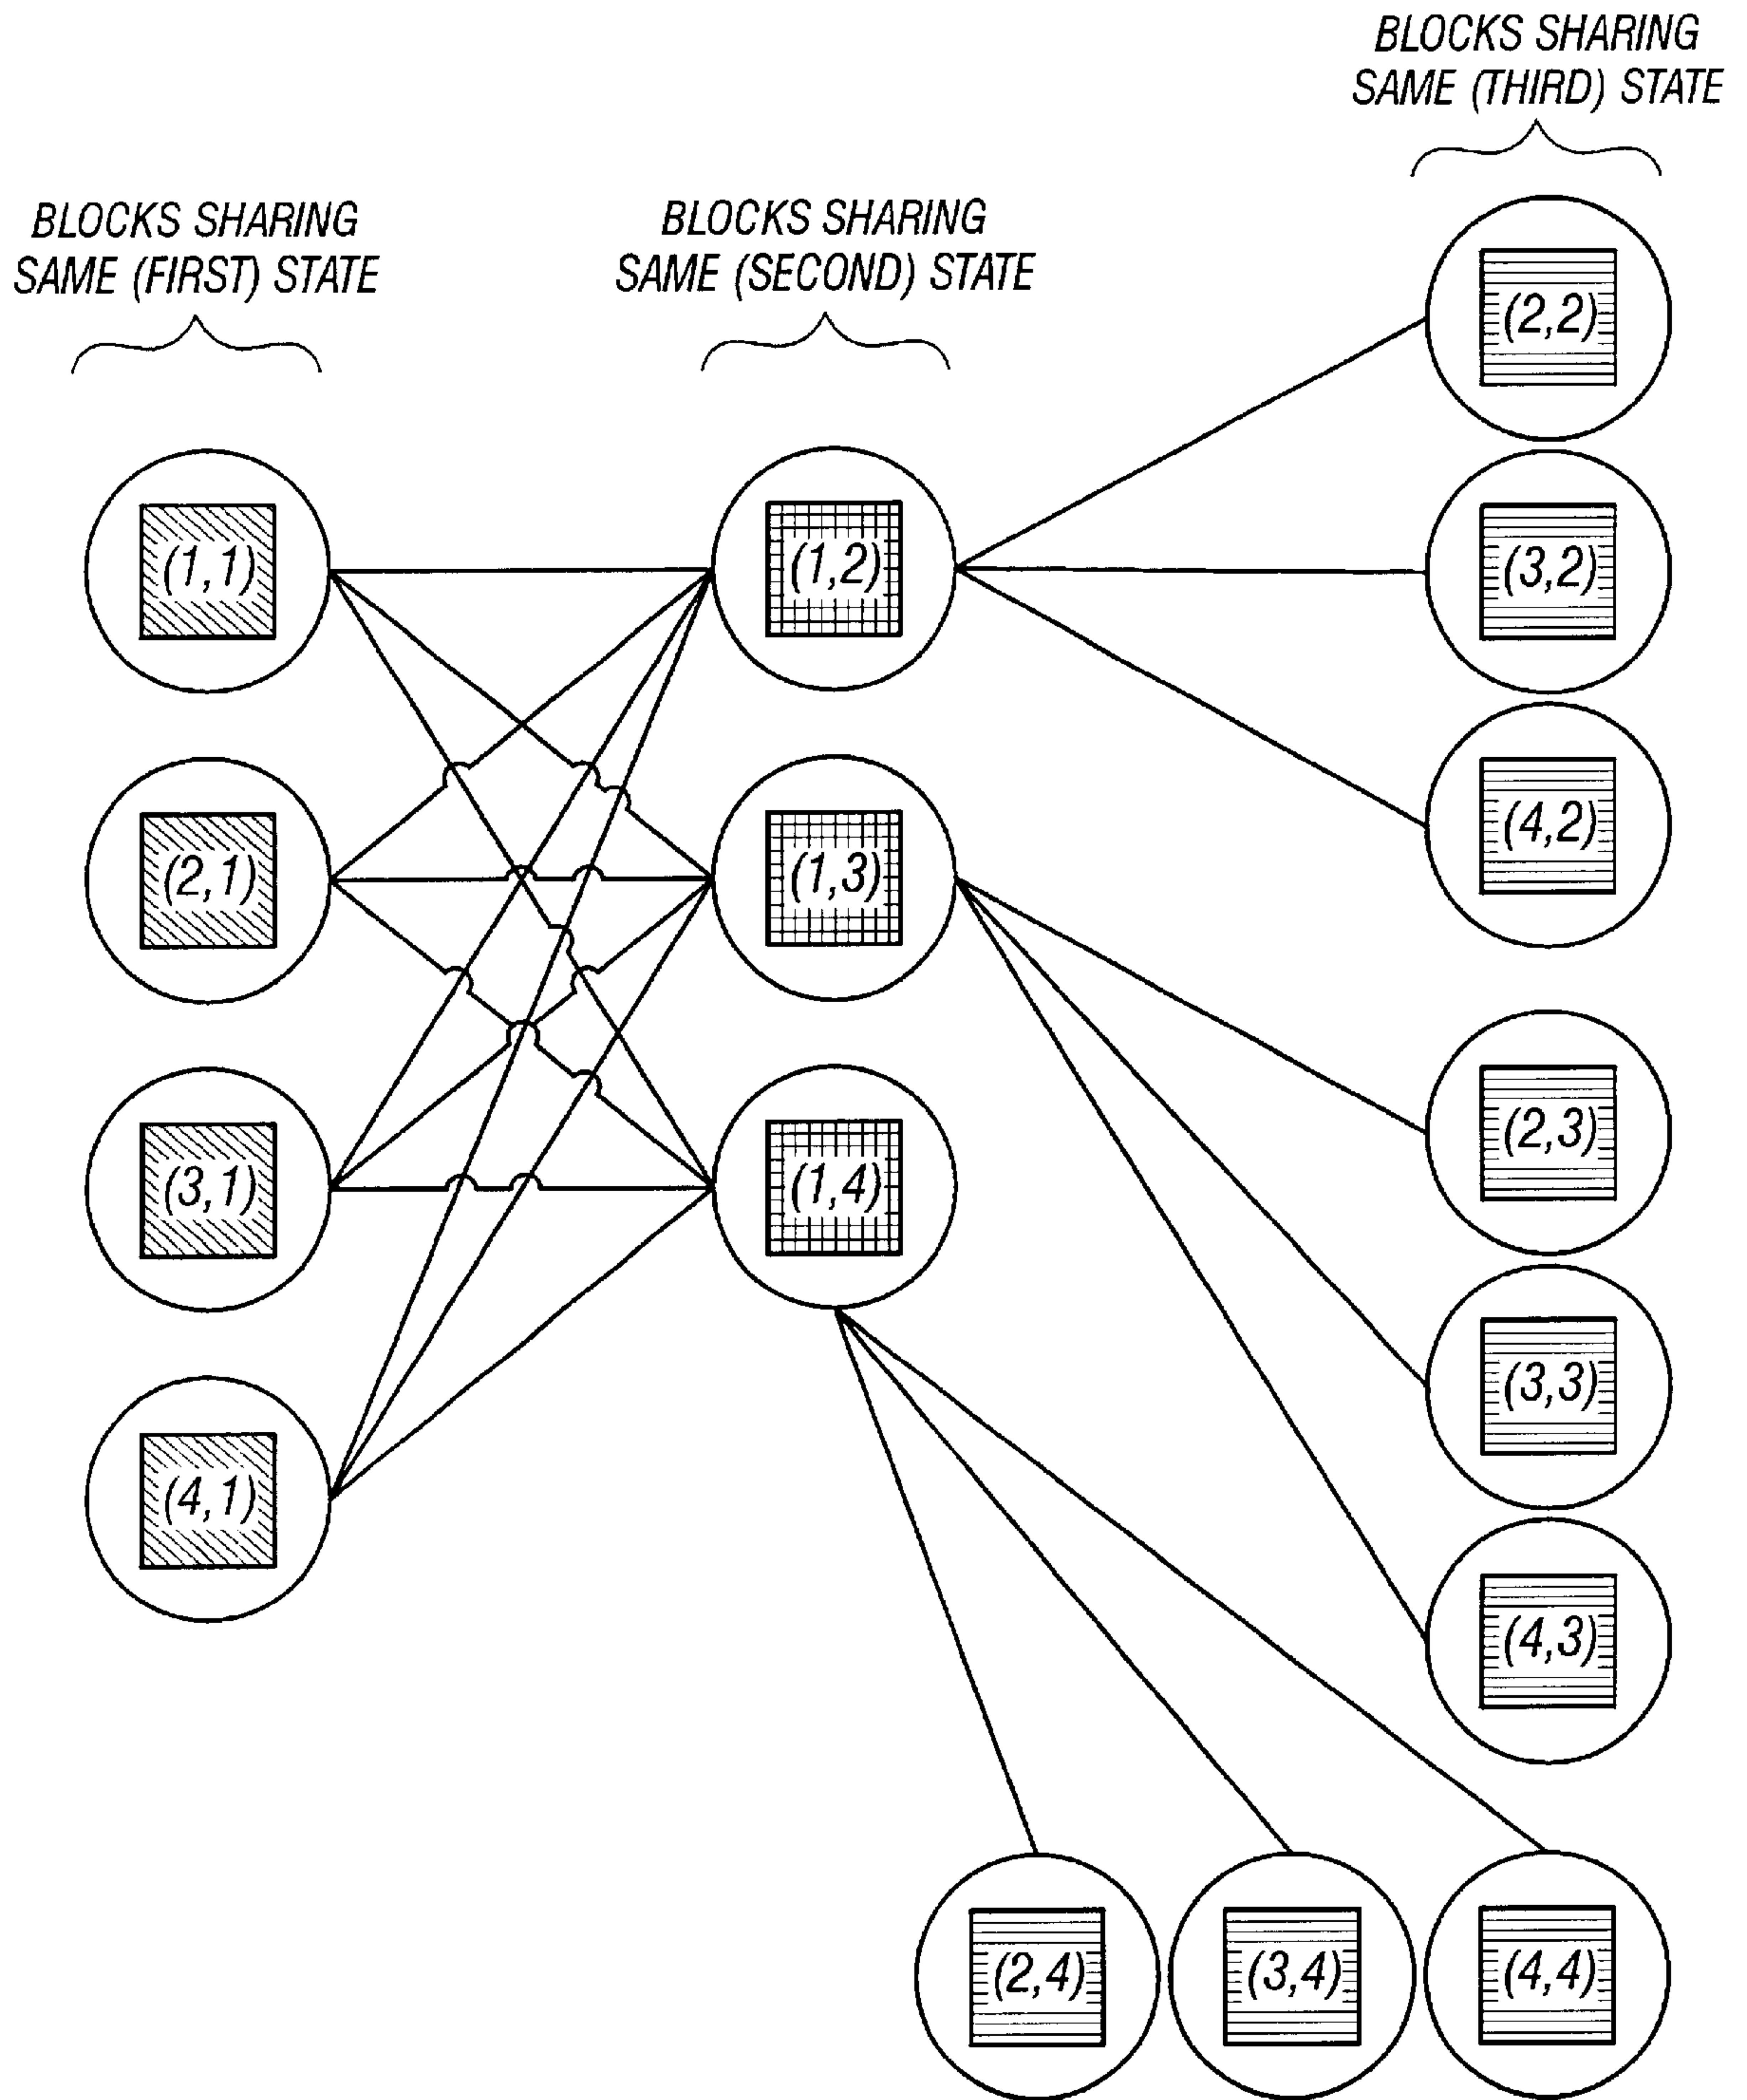 BLOCKS SHARING
SAME (THIRD) STATE
BLOCKS SHARING
SAME (FIRST) STATE
BLOCKS SHARING
SAME (SECOND) STATE
(1,1)
(2,1)
(3,1)
(4,1)
(1,2)
(1,3)
(1,4)
(2,2)
(3,2)
(4,2)
(2,3)
(3,3)
(4,3)
(2,4)
(3,4)
(4,4)